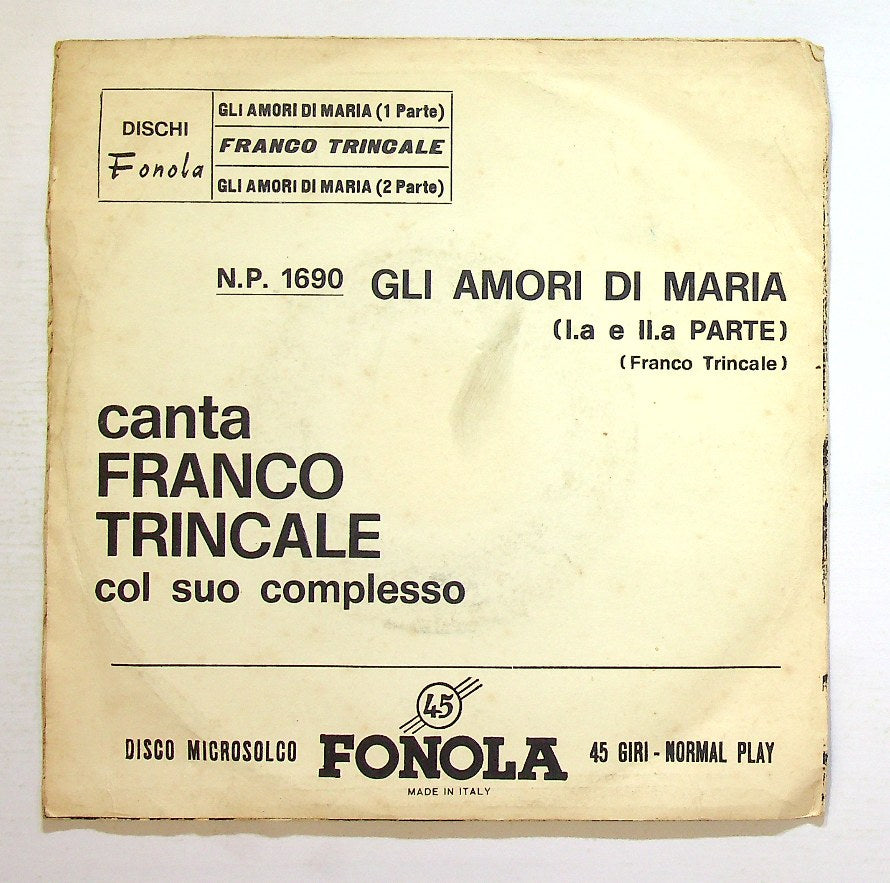 DISCHI
Fonola
GLI AMORI DI MARIA (1 Parte)
FRANCO TRINCALE
GLI AMORI DI MARIA (2 Parte)
N.P. 1690 GLI AMORI DI MARIA
(I.a e II.a PARTE)
(Franco Trincale)
canta
FRANCO
TRINCALE
col suo complesso
45
DISCO MICROSOLCO FONOLA 45 GIRI - NORMAL PLAY
MADE IN ITALY